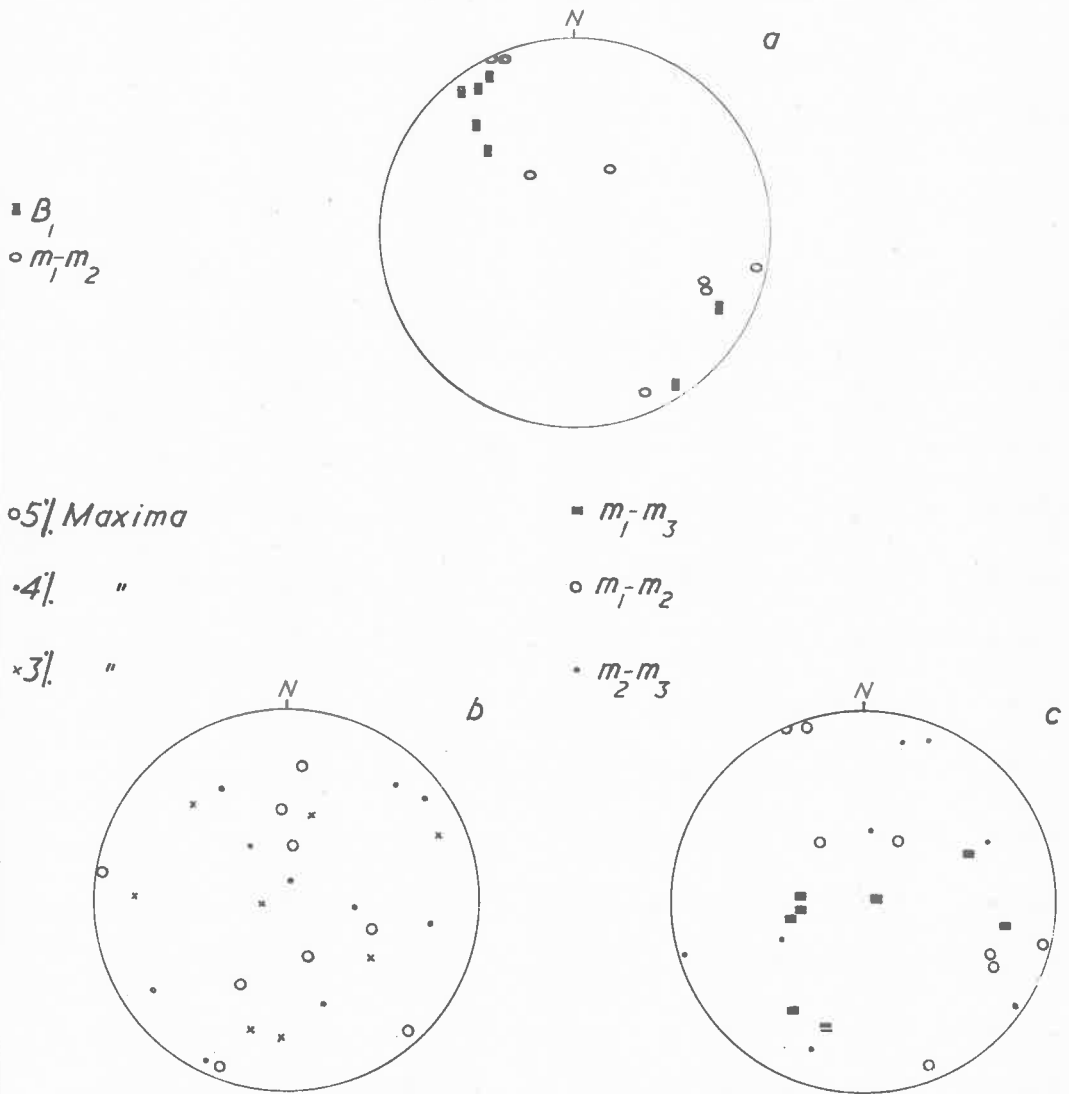 N
a
B₁
m₁-m₂
5% Maxima
4% "
3% "
m₁-m₃
m₁-m₂
m₂-m₃
N
b
N
c